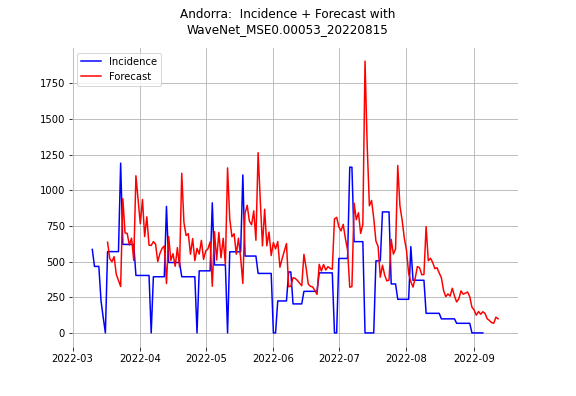 Andorra:  Incidence + Forecast with
WaveNet_MSE0.00053_20220815
Incidence
Forecast
1750
1500
1250
1000
750
500
250
0
2022-03 2022-04 2022-05 2022-06 2022-07 2022-08 2022-09